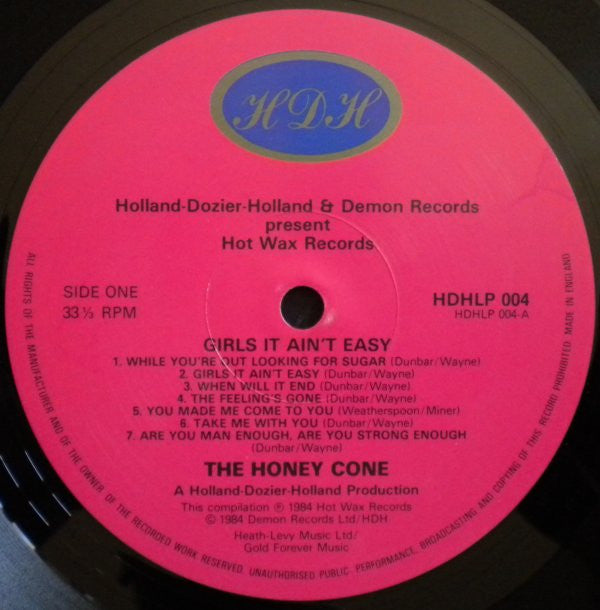 HDH
Holland-Dozier-Holland & Demon Records
present
Hot Wax Records
SIDE ONE
33 ⅓ RPM
HDHLP 004
HDHLP 004-A
GIRLS IT AIN'T EASY
1. WHILE YOU'RE OUT LOOKING FOR SUGAR (Dunbar/Wayne)
2. GIRLS IT AIN'T EASY (Dunbar/Wayne)
3. WHEN WILL IT END (Dunbar/Wayne)
4. THE FEELING'S GONE (Dunbar/Wayne)
5. YOU MADE ME COME TO YOU (Weatherspoon/Miner)
6. TAKE ME WITH YOU (Dunbar/Wayne)
7. ARE YOU MAN ENOUGH, ARE YOU STRONG ENOUGH
(Dunbar/Wayne)
THE HONEY CONE
A Holland-Dozier-Holland Production
This compilation ℗ 1984 Hot Wax Records
© 1984 Demon Records Ltd/HDH
Heath-Levy Music Ltd/
Gold Forever Music
ALL RIGHTS OF THE MANUFACTURER AND OF THE OWNER OF THE RECORDED WORK RESERVED. UNAUTHORISED PUBLIC PERFORMANCE, BROADCASTING AND COPYING OF THIS RECORD PROHIBITED. MADE IN ENGLAND